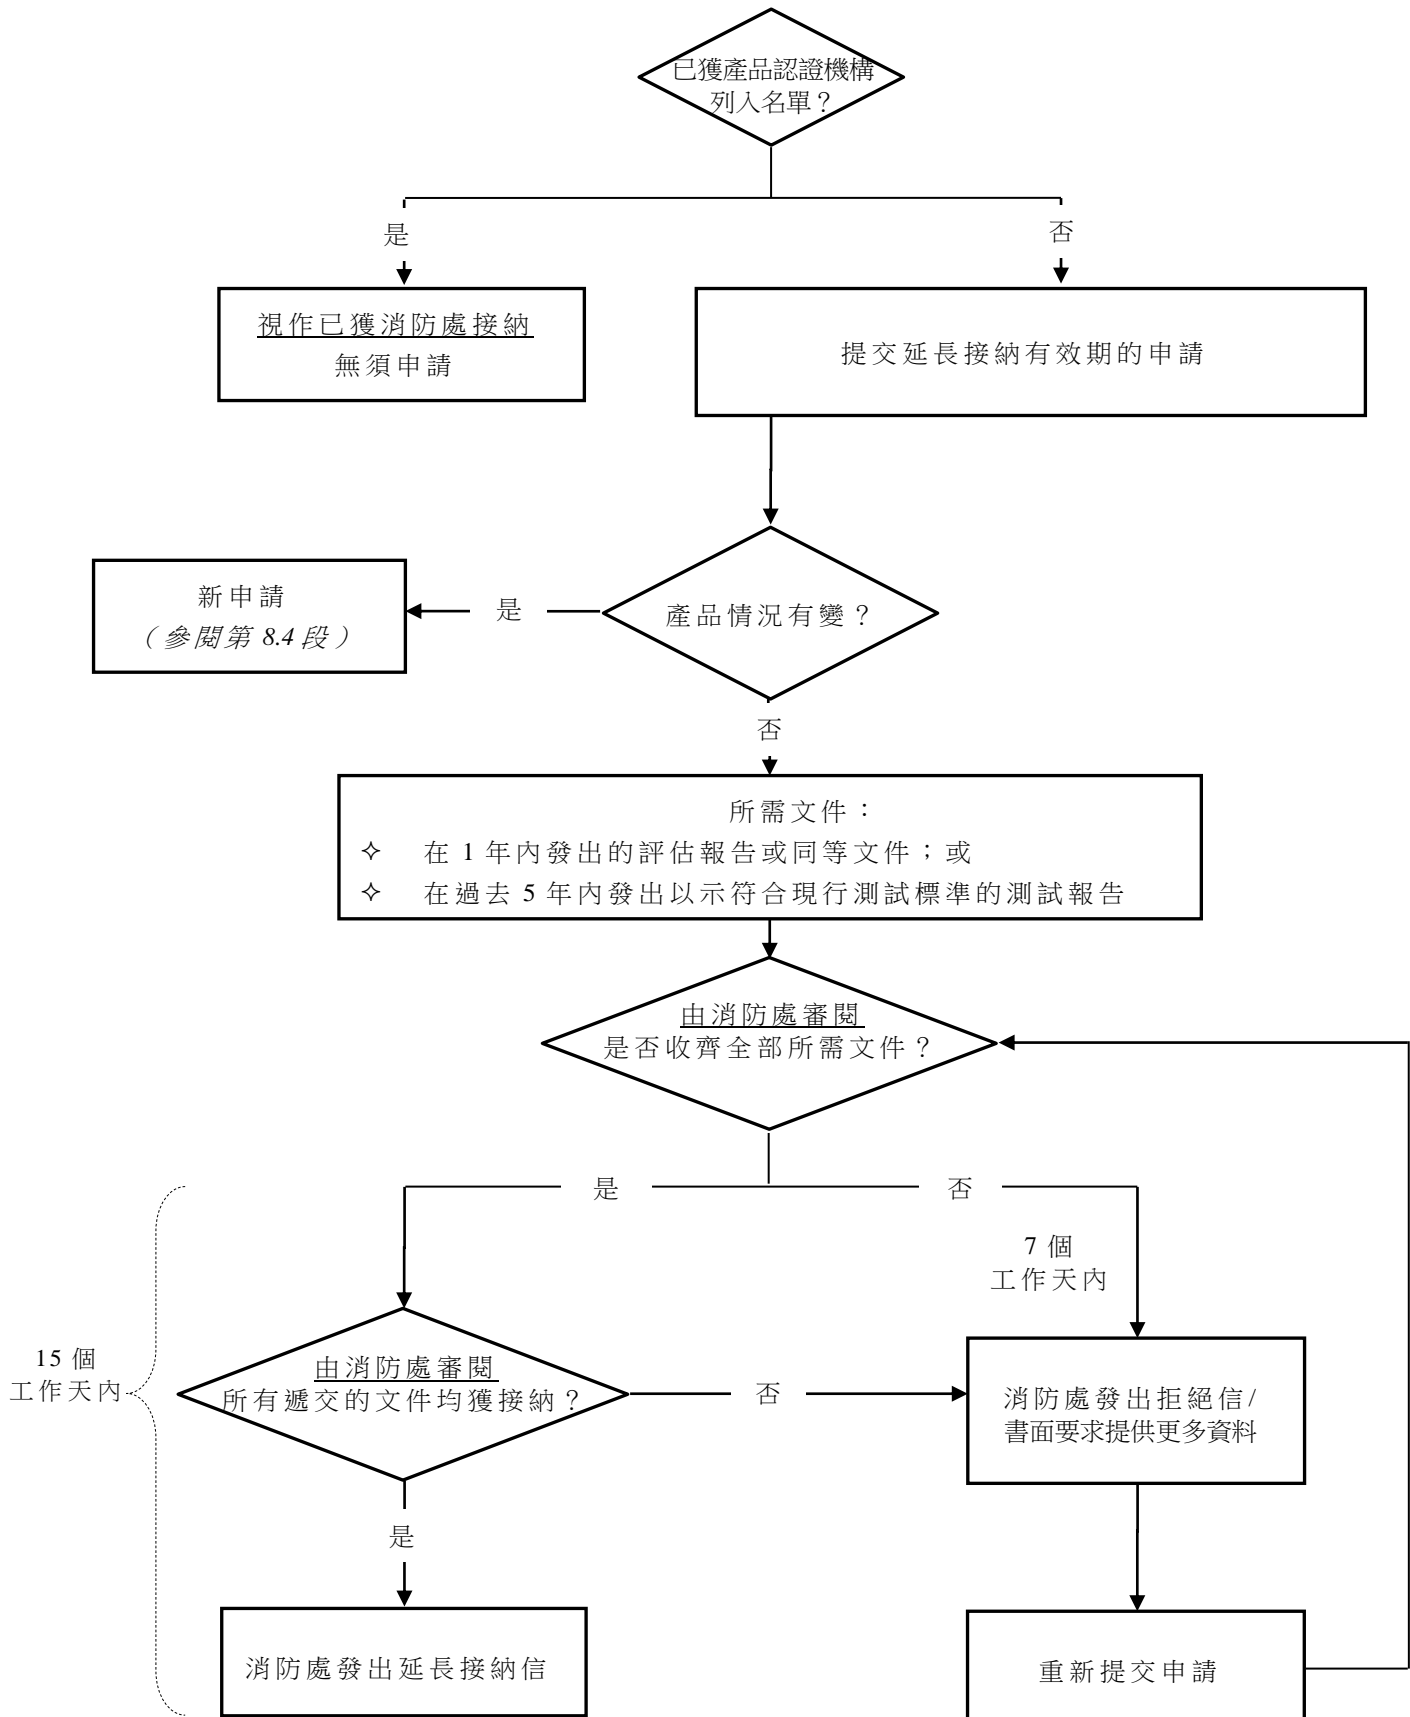 已獲產品認證機構
列入名單？
是
否
視作已獲消防處接納
無須申請
提交延長接納有效期的申請
新申請
（參閱第 8.4 段）
是
產品情況有變？
否
所需文件：
✧ 在 1 年內發出的評估報告或同等文件；或
✧ 在過去 5 年內發出以示符合現行測試標準的測試報告
由消防處審閱
是否收齊全部所需文件？
是
否
7 個
工作天內
15 個
工作天內
由消防處審閱
所有遞交的文件均獲接納？
否
消防處發出拒絕信/
書面要求提供更多資料
是
消防處發出延長接納信
重新提交申請